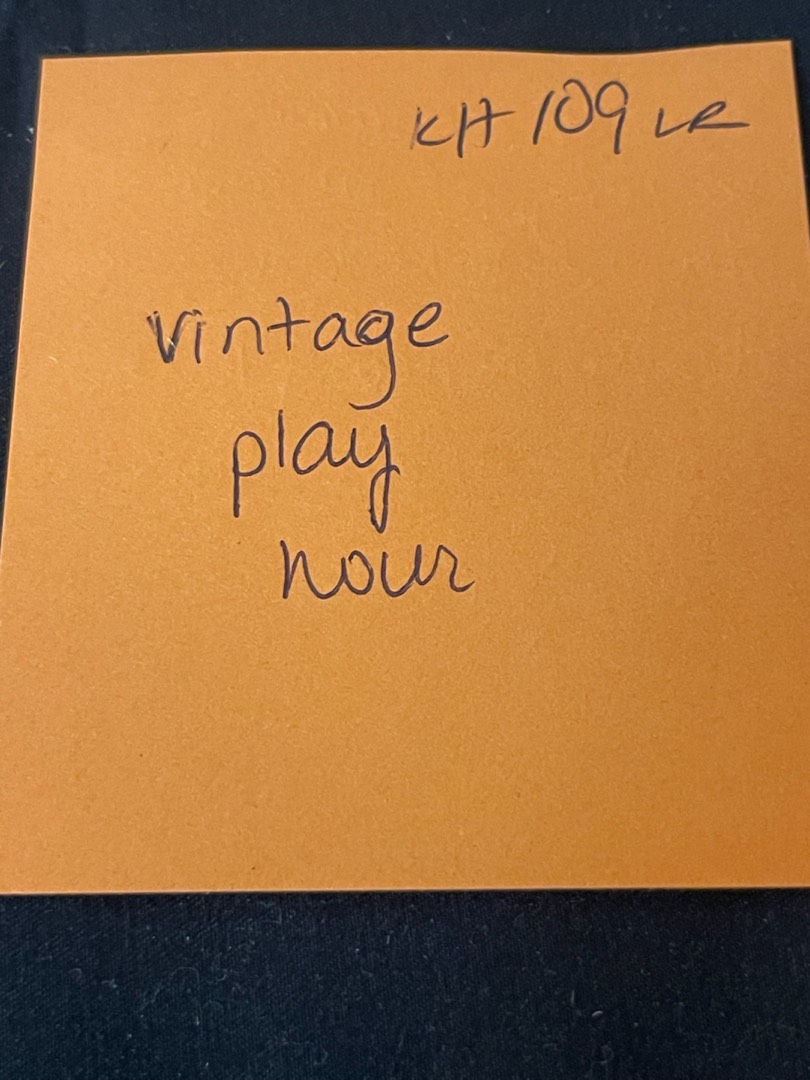 KH 109 LR
vintage
play
hour